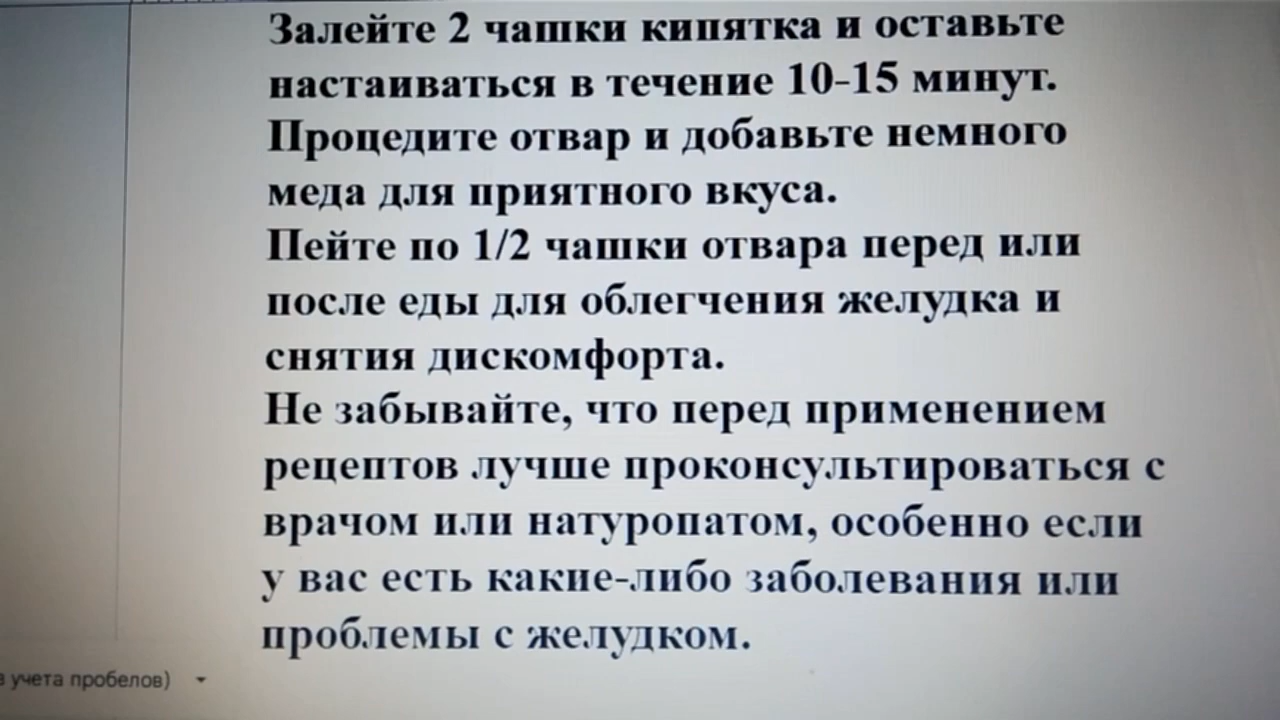 Залейте 2 чашки кипятка и оставьте
настаиваться в течение 10-15 минут.
Процедите отвар и добавьте немного
меда для приятного вкуса.
Пейте по 1/2 чашки отвара перед или
после еды для облегчения желудка и
снятия дискомфорта.
Не забывайте, что перед применением
рецептов лучше проконсультироваться с
врачом или натуропатом, особенно если
у вас есть какие-либо заболевания или
проблемы с желудком.
учета пробелов)